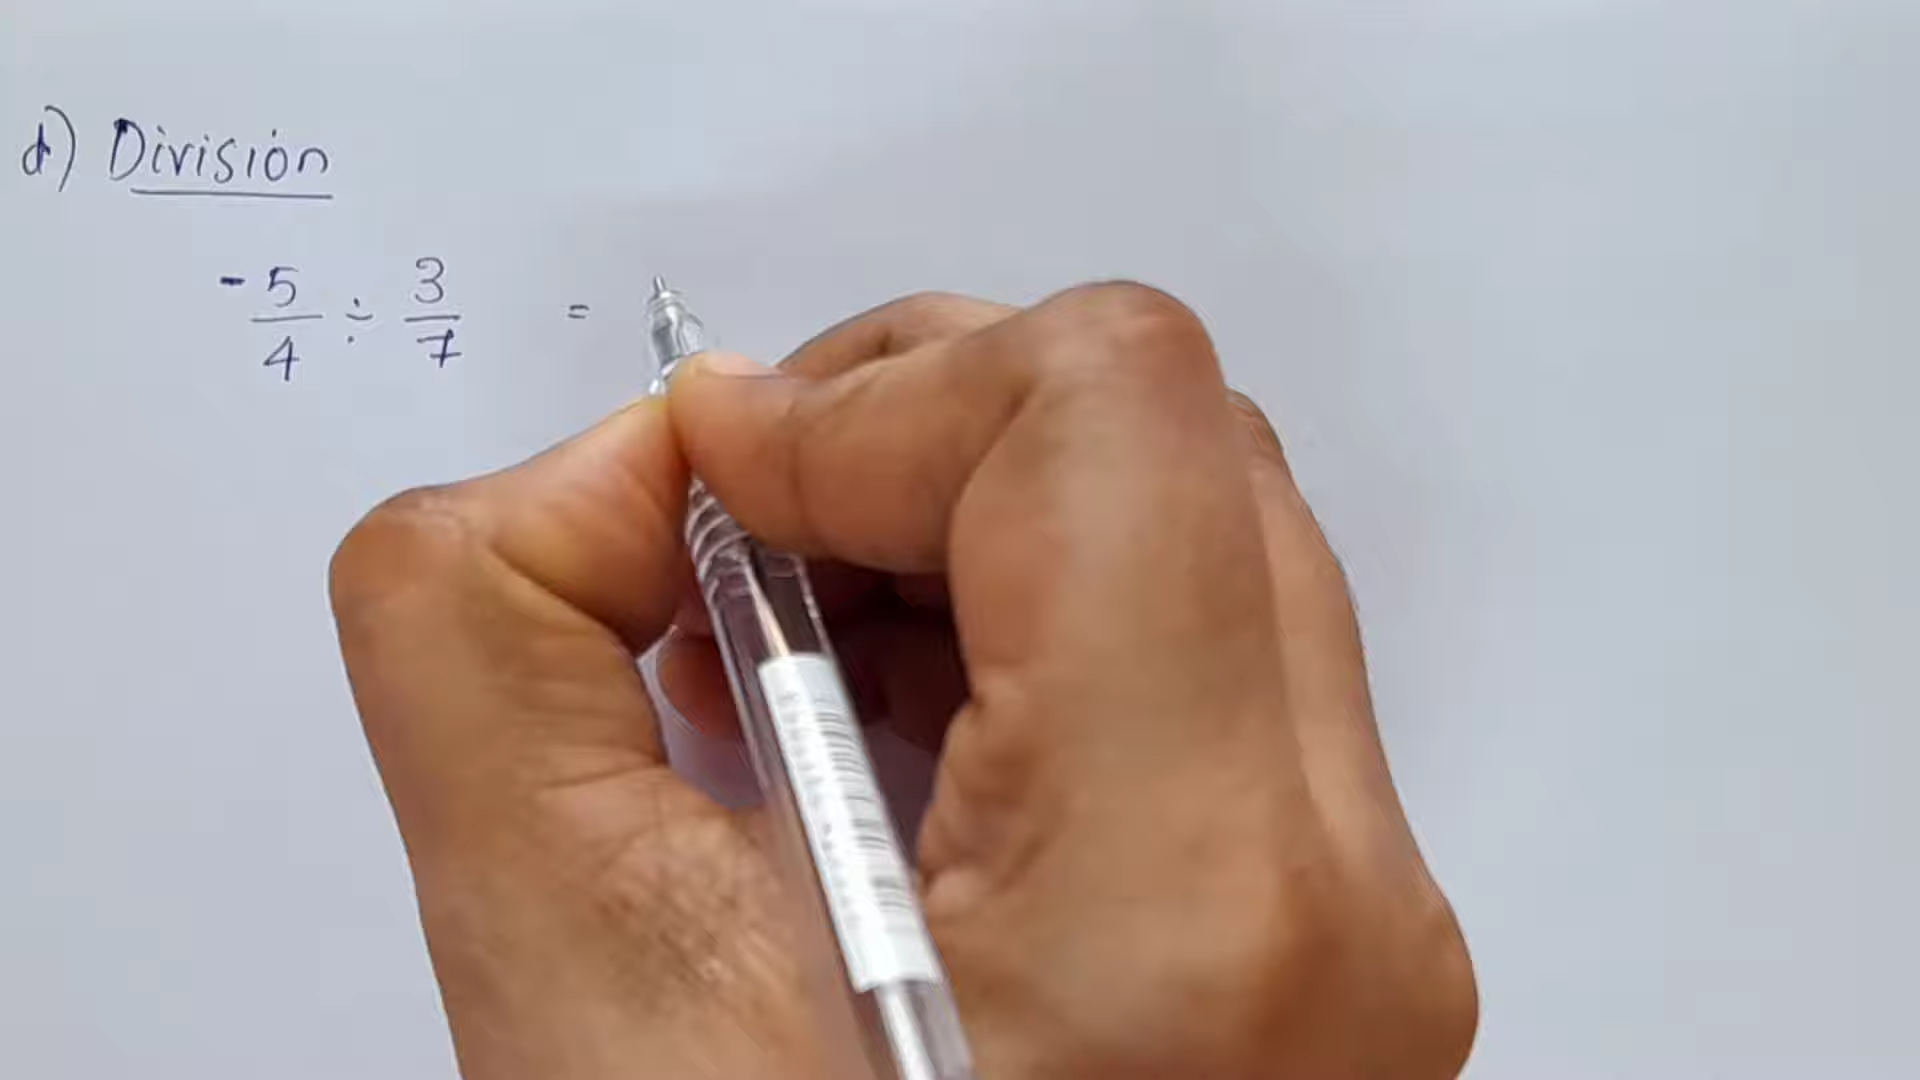 d) Division
-5/4 ÷ 3/7 =